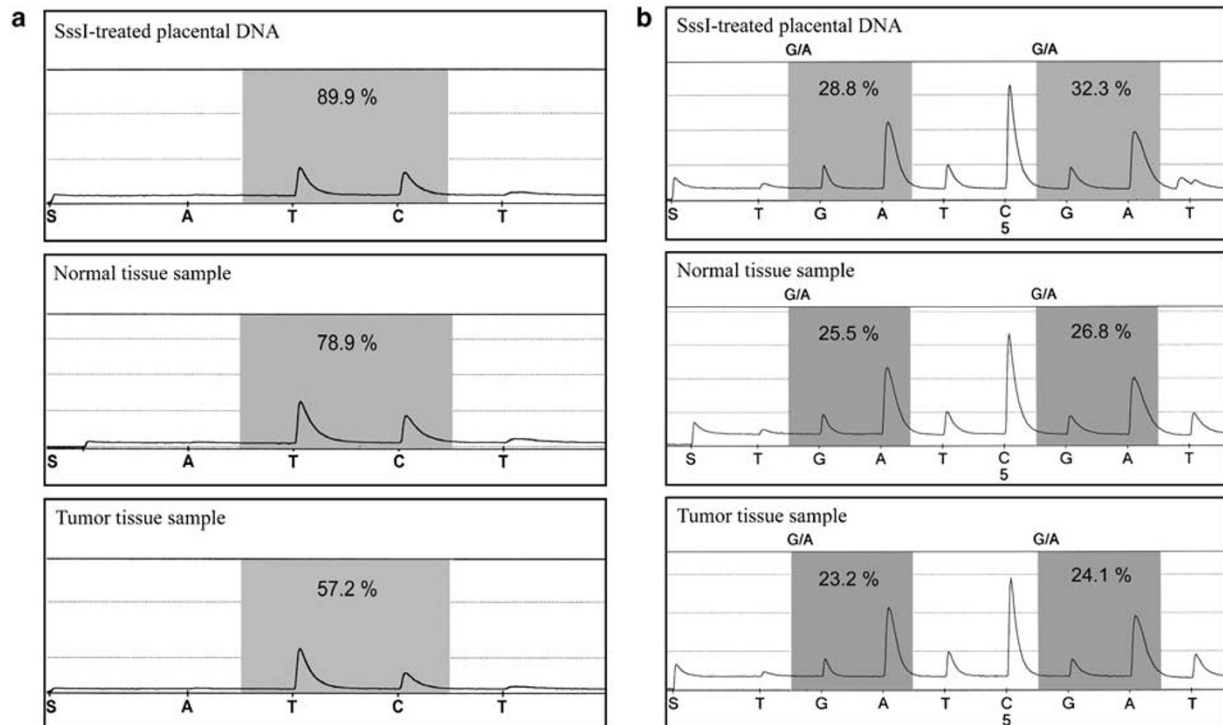 a
SssI-treated placental DNA
89.9 %
S A T C T
Normal tissue sample
78.9 %
S A T C T
Tumor tissue sample
57.2 %
S A T C T
b
SssI-treated placental DNA
G/A G/A
28.8 % 32.3 %
S T G A T C G A T
5
Normal tissue sample
G/A G/A
25.5 % 26.8 %
S T G A T C G A T
5
Tumor tissue sample
G/A G/A
23.2 % 24.1 %
S T G A T C G A T
5